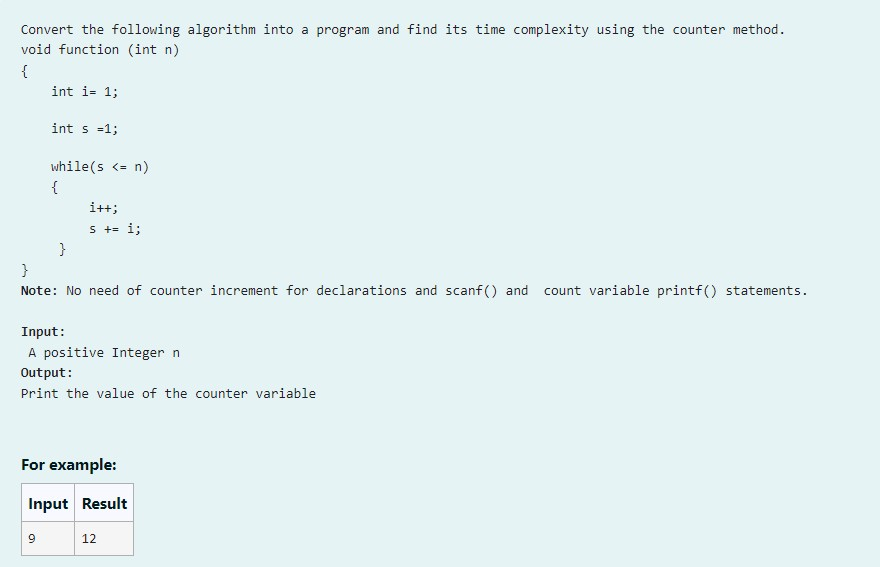 Convert the following algorithm into a program and find its time complexity using the counter method.
void function (int n)
{
int i= 1;
int s =1;
while(s <= n)
{
i++;
s += i;
}
}
Note: No need of counter increment for declarations and scanf() and count variable printf() statements.
Input:
A positive Integer n
Output:
Print the value of the counter variable
For example:
Input Result
9 12